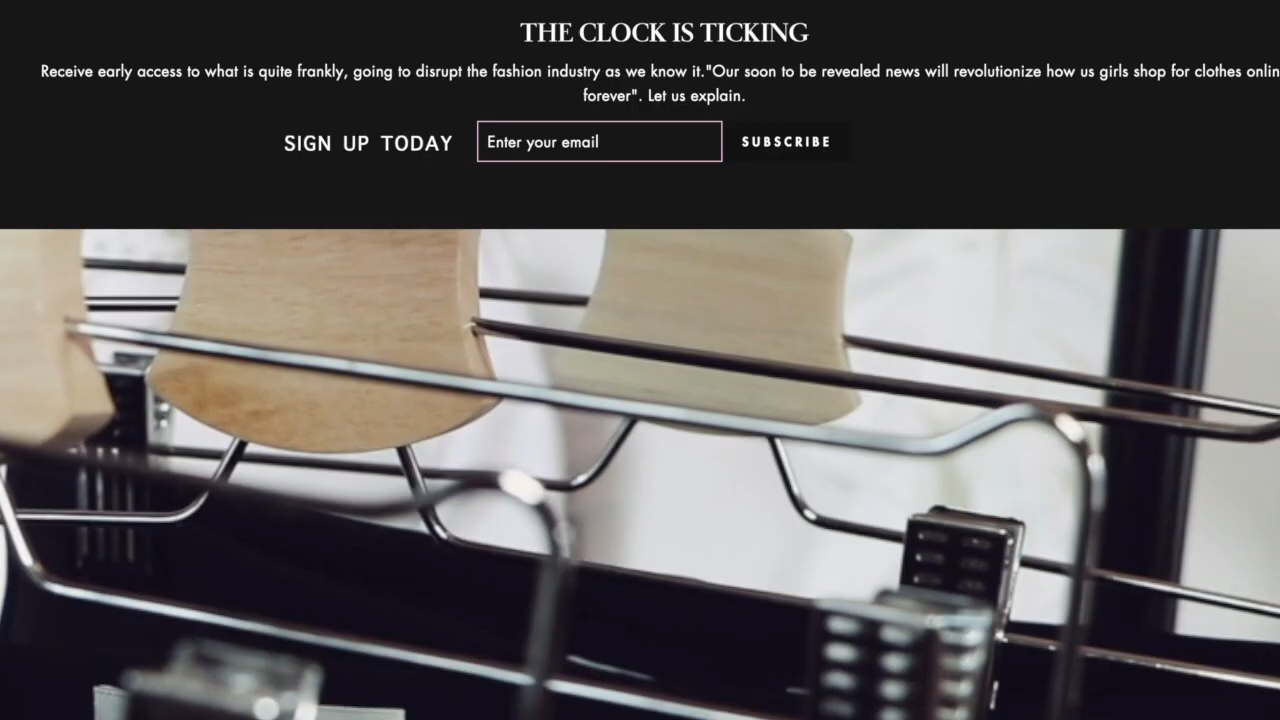 THE CLOCK IS TICKING
Receive early access to what is quite frankly, going to disrupt the fashion industry as we know it."Our soon to be revealed news will revolutionize how us girls shop for clothes onlin
forever". Let us explain.
SIGN UP TODAY
Enter your email
SUBSCRIBE